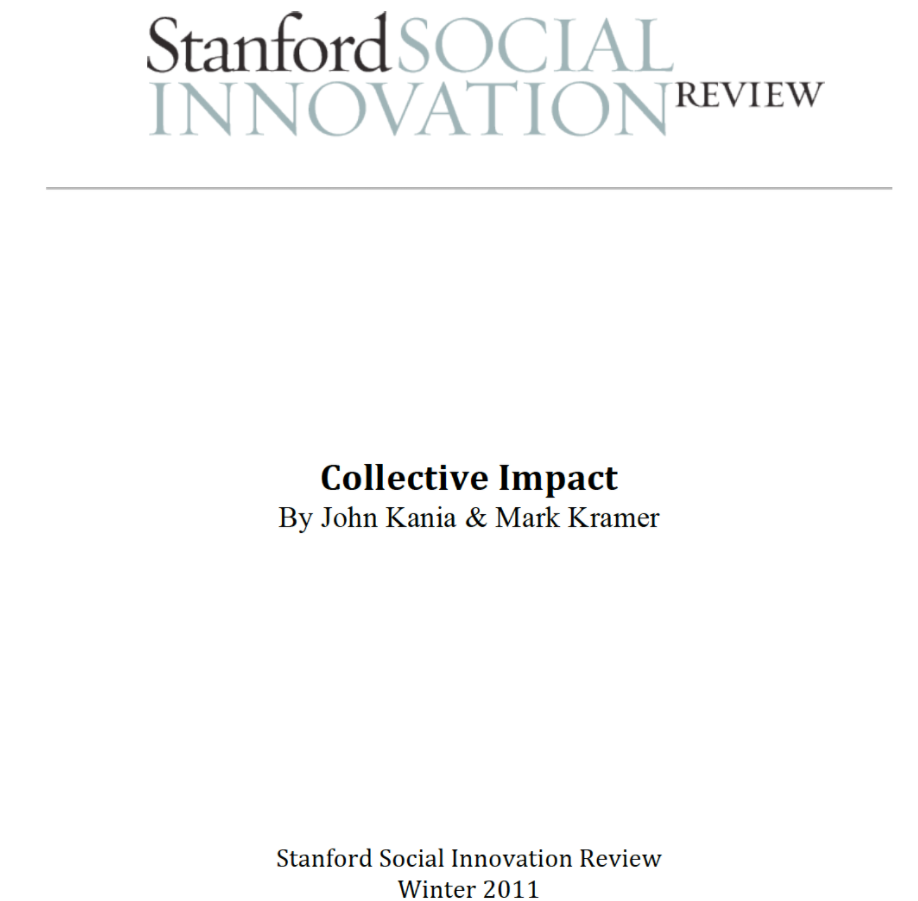 Stanford SOCIAL
INNOVATION REVIEW
Collective Impact
By John Kania & Mark Kramer
Stanford Social Innovation Review
Winter 2011